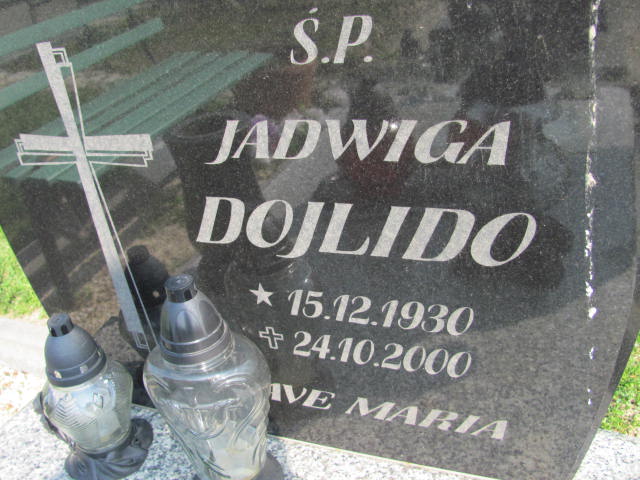 Ś.P.
JADWIGA
DOJLIDO
15.12.1930
24.10.2000
AVE MARIA